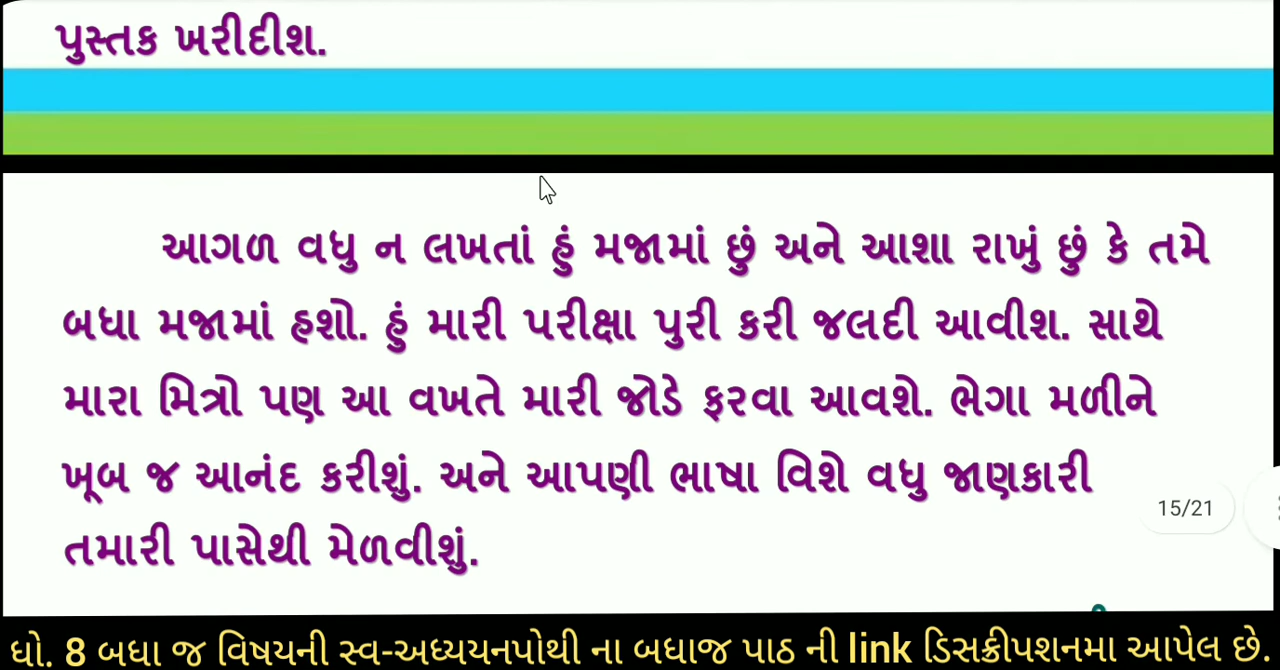 પુસ્તક ખરીદીશ.
આગળ વધુ ન લખતાં હું મજામાં છું અને આશા રાખું છું કે તમે
બધા મજામાં હશો. હું મારી પરીક્ષા પુરી કરી જલદી આવીશ. સાથે
મારા મિત્રો પણ આ વખતે મારી જોડે ફરવા આવશે. ભેગા મળીને
ખૂબ જ આનંદ કરીશું. અને આપણી ભાષા વિશે વધુ જાણકારી
15/21
તમારી પાસેથી મેળવીશું.
ધો. 8 બધા જ વિષયની સ્વ-અધ્યયનપોથી ના બધાજ પાઠ ની link ડિસક્રીપશનમા આપેલ છે.